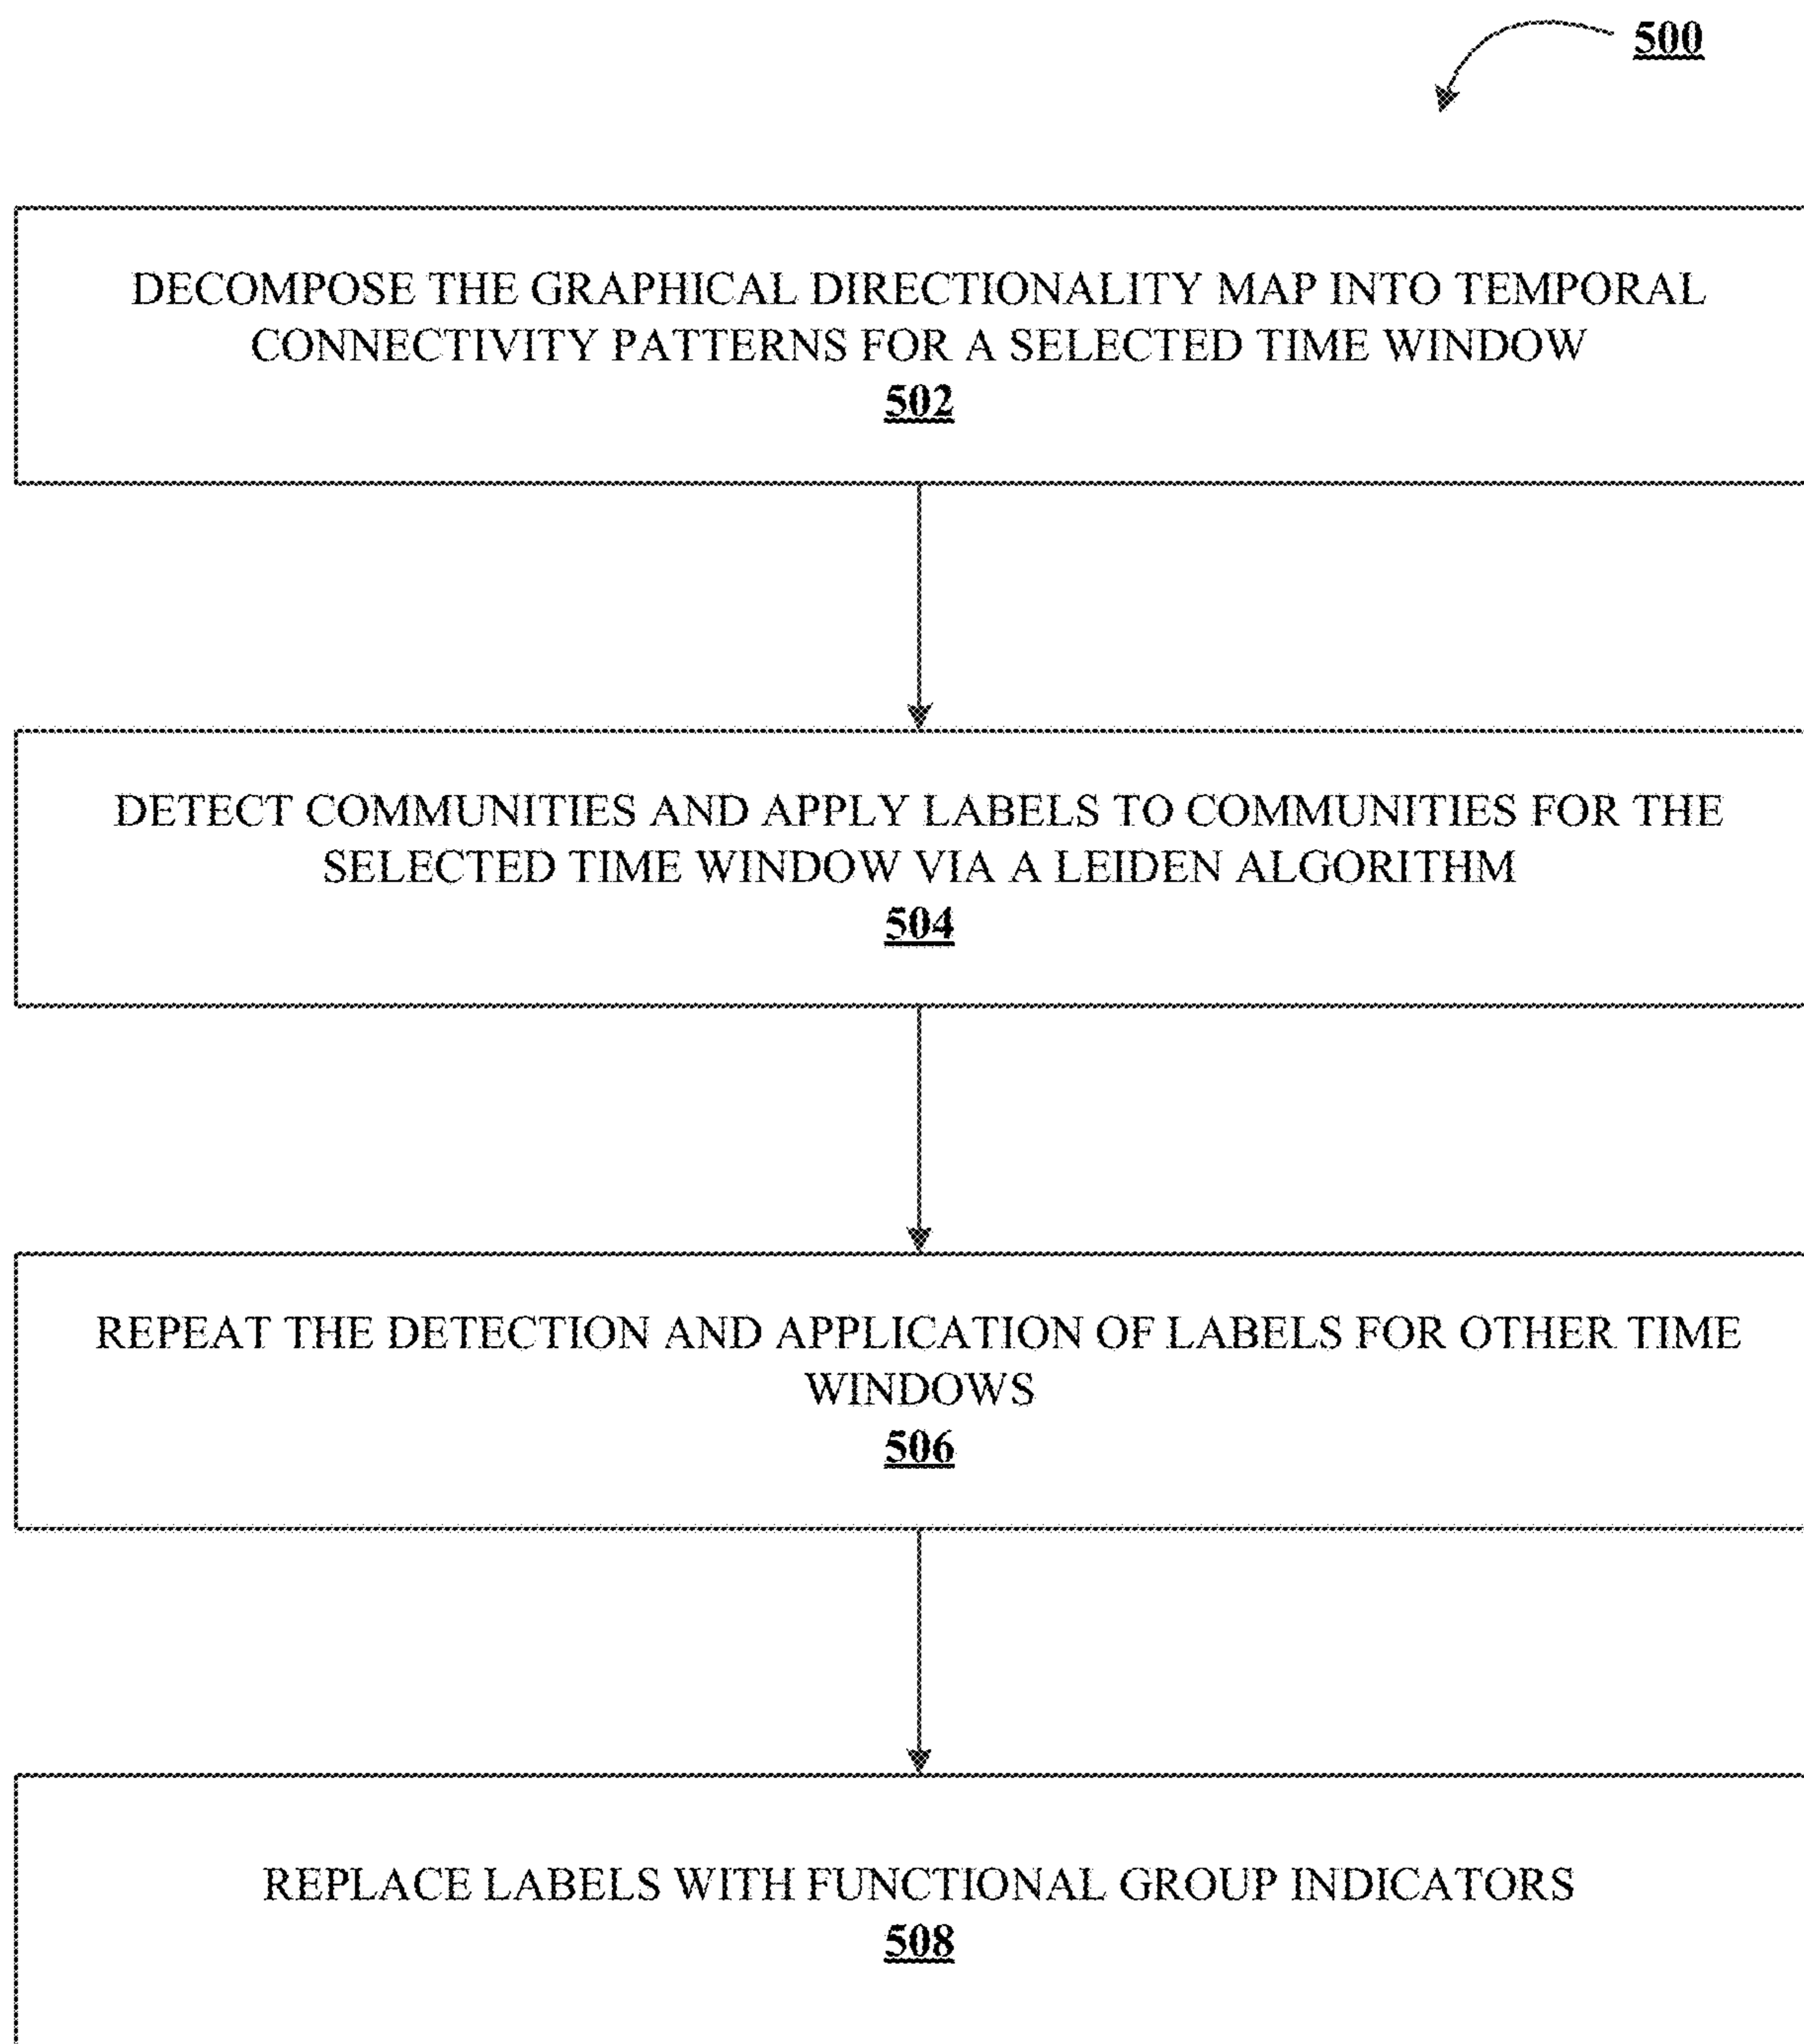 500
DECOMPOSE THE GRAPHICAL DIRECTIONALITY MAP INTO TEMPORAL
CONNECTIVITY PATTERNS FOR A SELECTED TIME WINDOW
502
DETECT COMMUNITIES AND APPLY LABELS TO COMMUNITIES FOR THE
SELECTED TIME WINDOW VIA A LEIDEN ALGORITHM
504
REPEAT THE DETECTION AND APPLICATION OF LABELS FOR OTHER TIME
WINDOWS
506
REPLACE LABELS WITH FUNCTIONAL GROUP INDICATORS
508